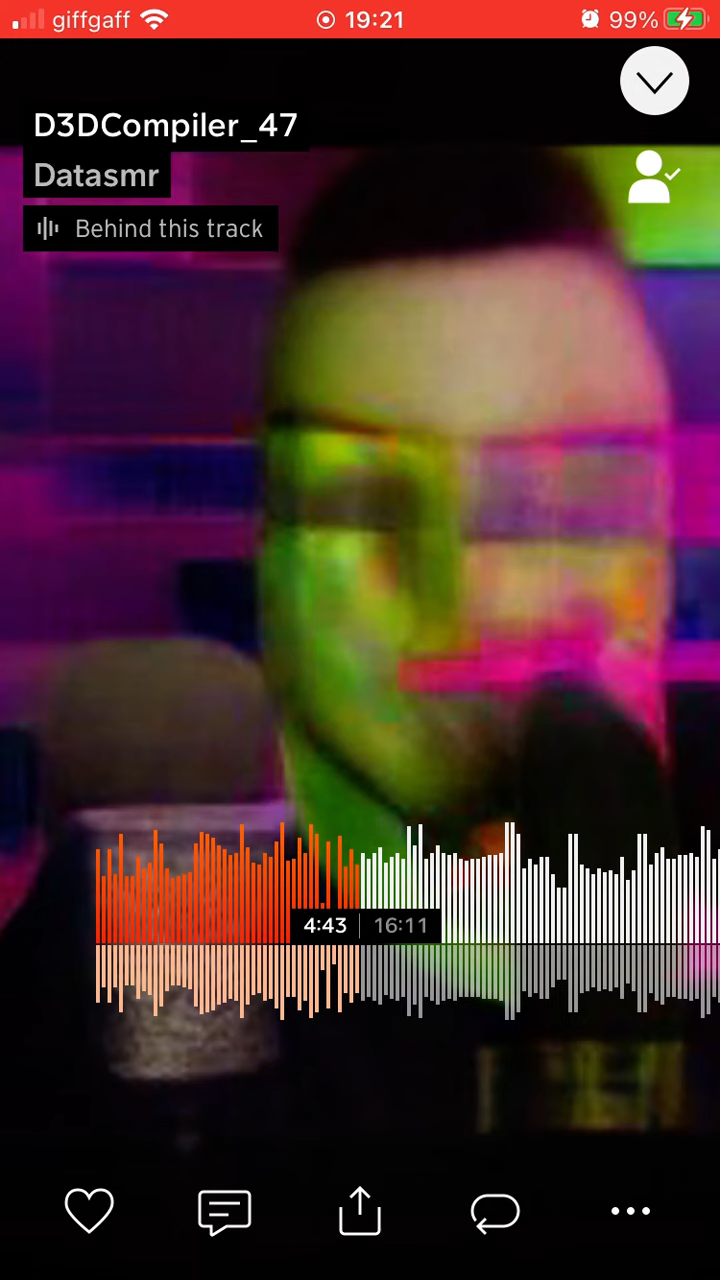 giffgaff 19:21 99%
D3DCompiler_47
Datasmr
Behind this track
4:43 16:11